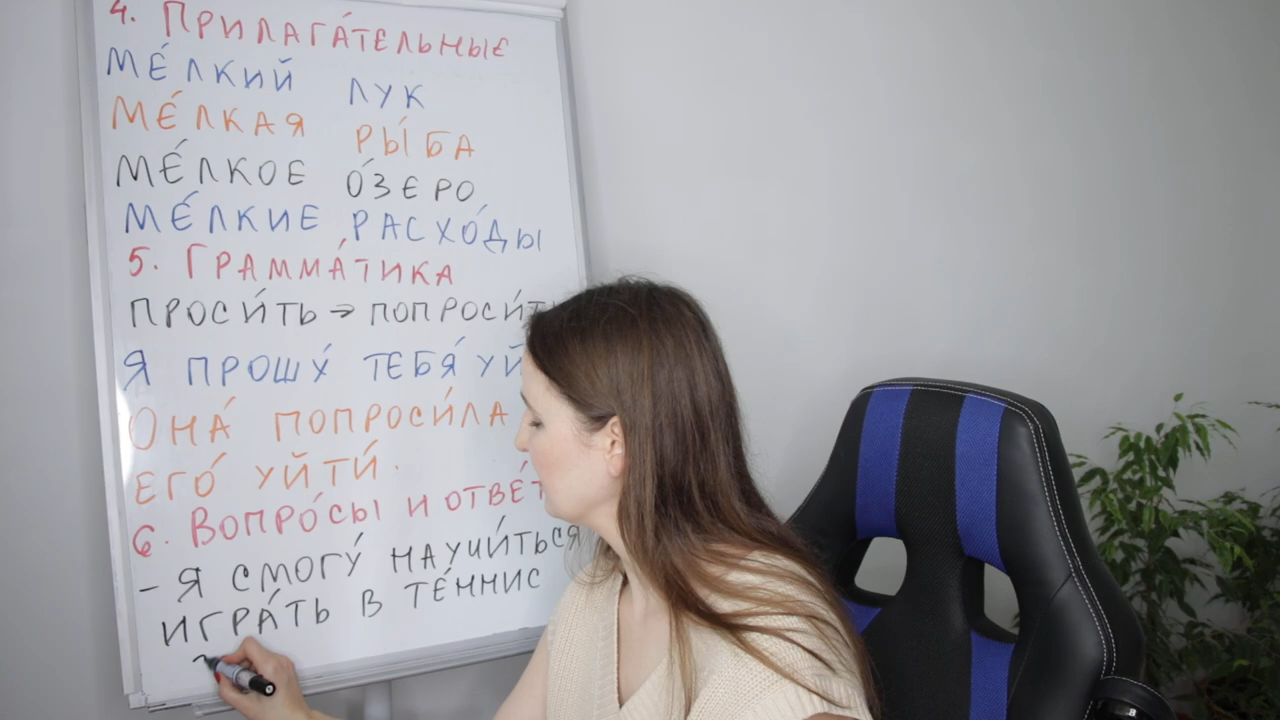 4. ПРИЛАГА́ТЕЛЬНЫЕ
МЕ́ЛКИЙ ЛУК
МЕ́ЛКАЯ РЫ́БА
МЕ́ЛКОЕ О́ЗЕРО
МЕ́ЛКИЕ РАСХО́ДЫ
5. ГРАММА́ТИКА
ПРОСИ́ТЬ → ПОПРОСИ́Т
Я ПРОШУ́ ТЕБЯ́ УЙ
ОНА́ ПОПРОСИ́ЛА
ЕГО́ УЙТИ́.
6. ВОПРО́СЫ И ОТВЕ́Т
- Я СМОГУ́ НАУЧИ́ТЬСЯ
ИГРА́ТЬ В ТЕ́ННИС